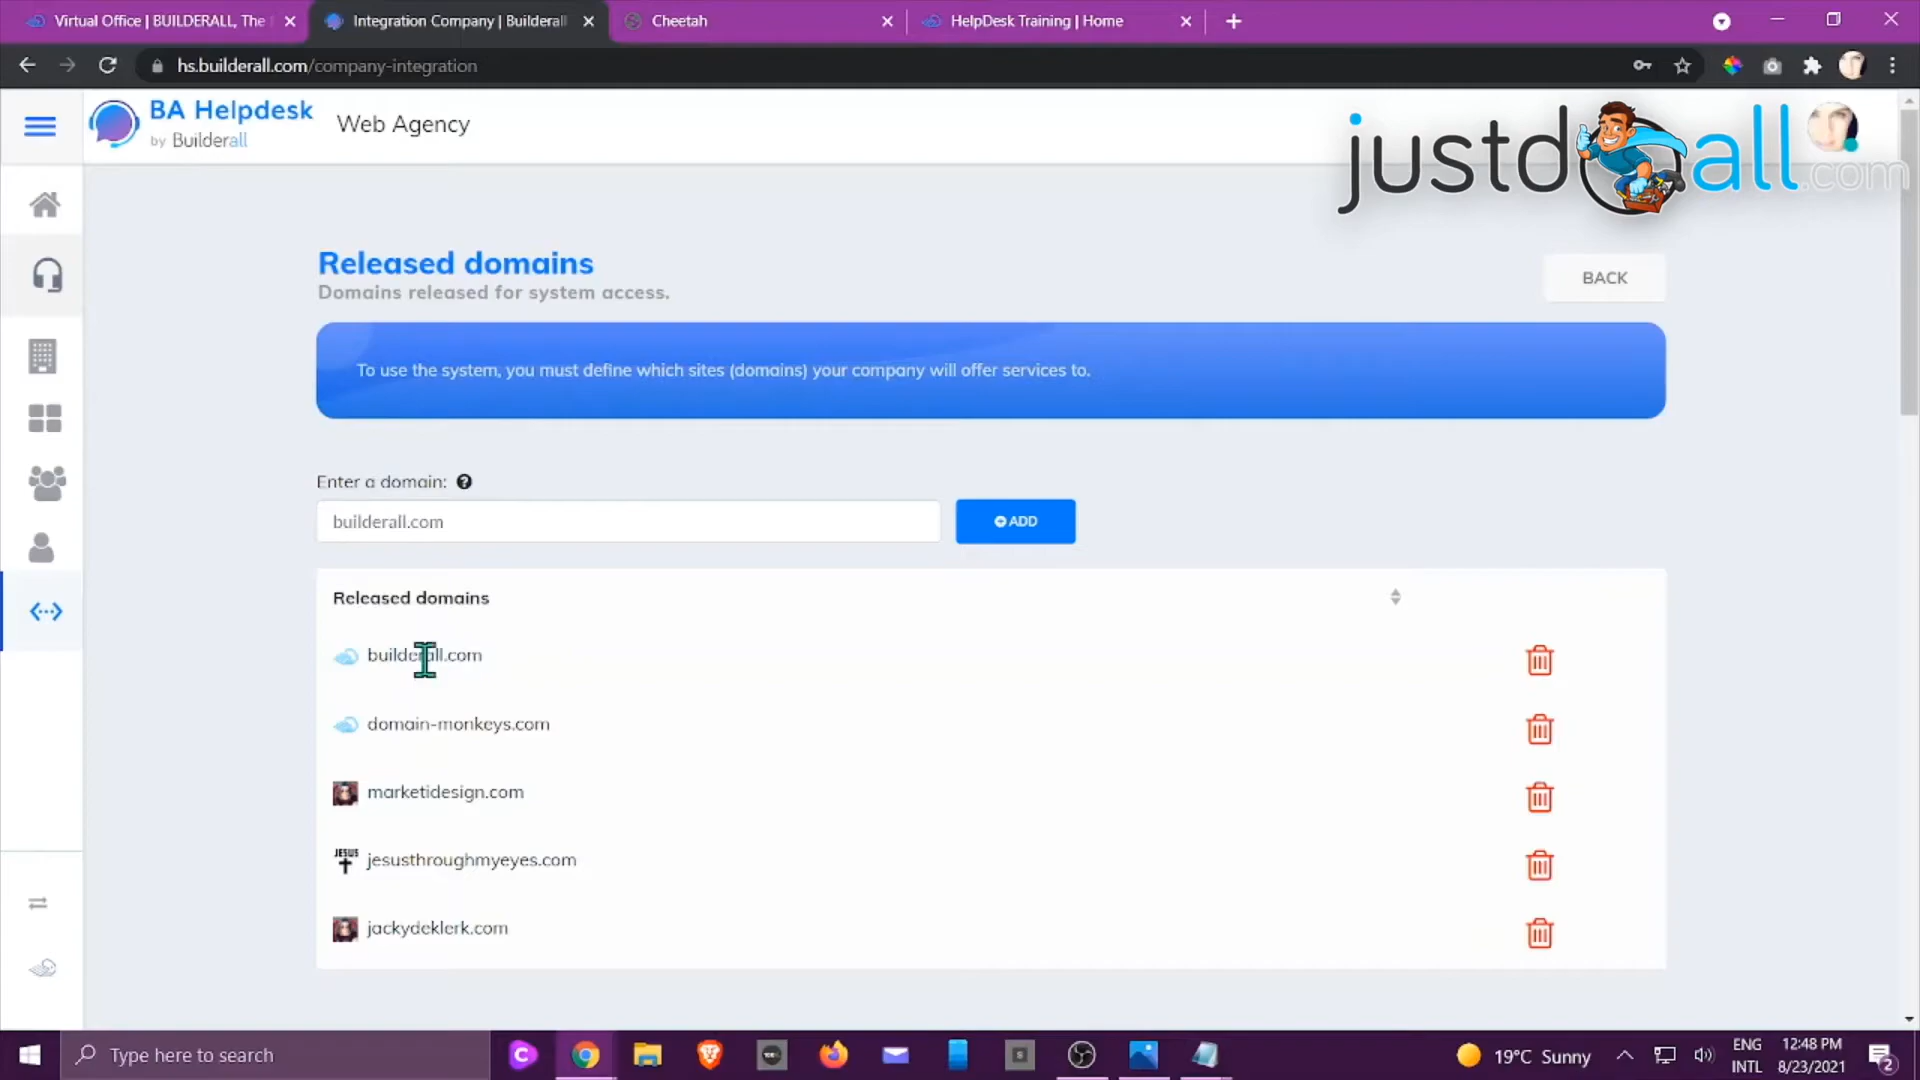 Virtual Office | BUILDERALL, The
Integration Company | Builderall
Cheetah
HelpDesk Training | Home
hs.builderall.com/company-integration
BA Helpdesk
by Builderall
Web Agency
justdoall.com
Released domains
Domains released for system access.
BACK
To use the system, you must define which sites (domains) your company will offer services to.
Enter a domain:
builderall.com
ADD
Released domains
builderall.com
domain-monkeys.com
marketidesign.com
JESUS
jesusthroughmyeyes.com
jackydeklerk.com
Type here to search
19°C Sunny
ENG
INTL
12:48 PM
8/23/2021
2